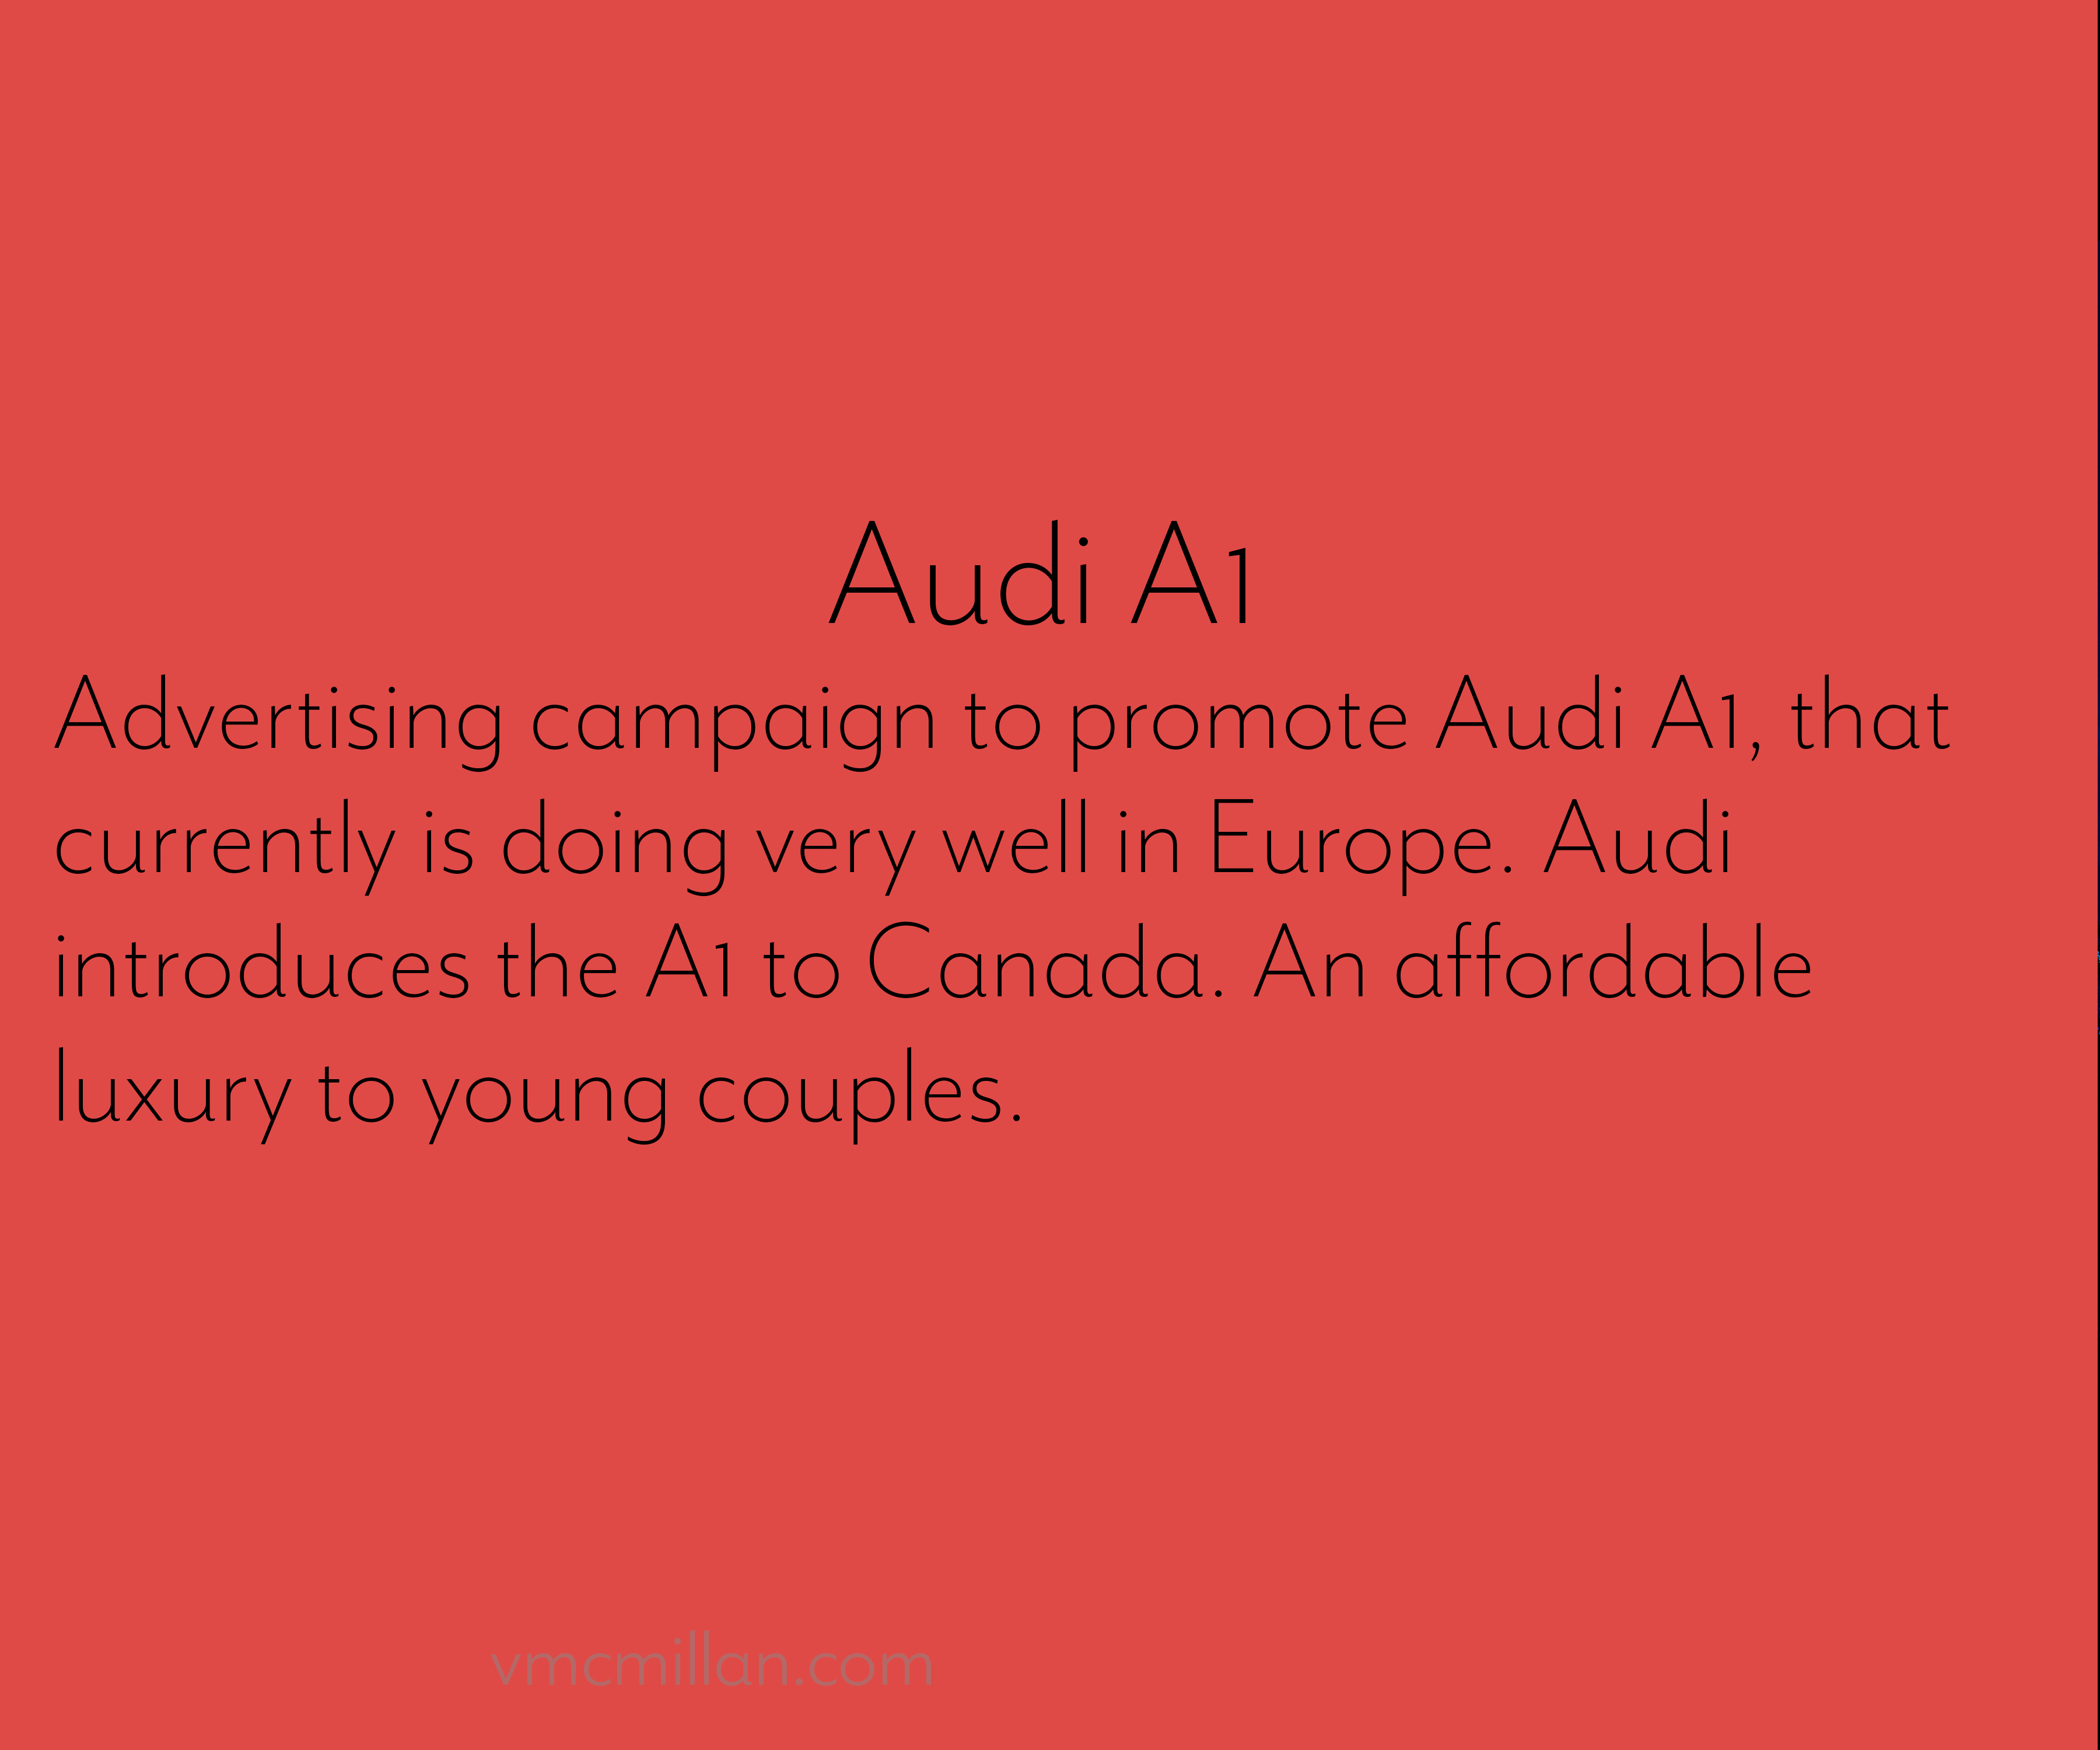 Audi A1
Advertising campaign to promote Audi A1, that
currently is doing very well in Europe. Audi
introduces the A1 to Canada. An affordable
luxury to young couples.
vmcmillan.com